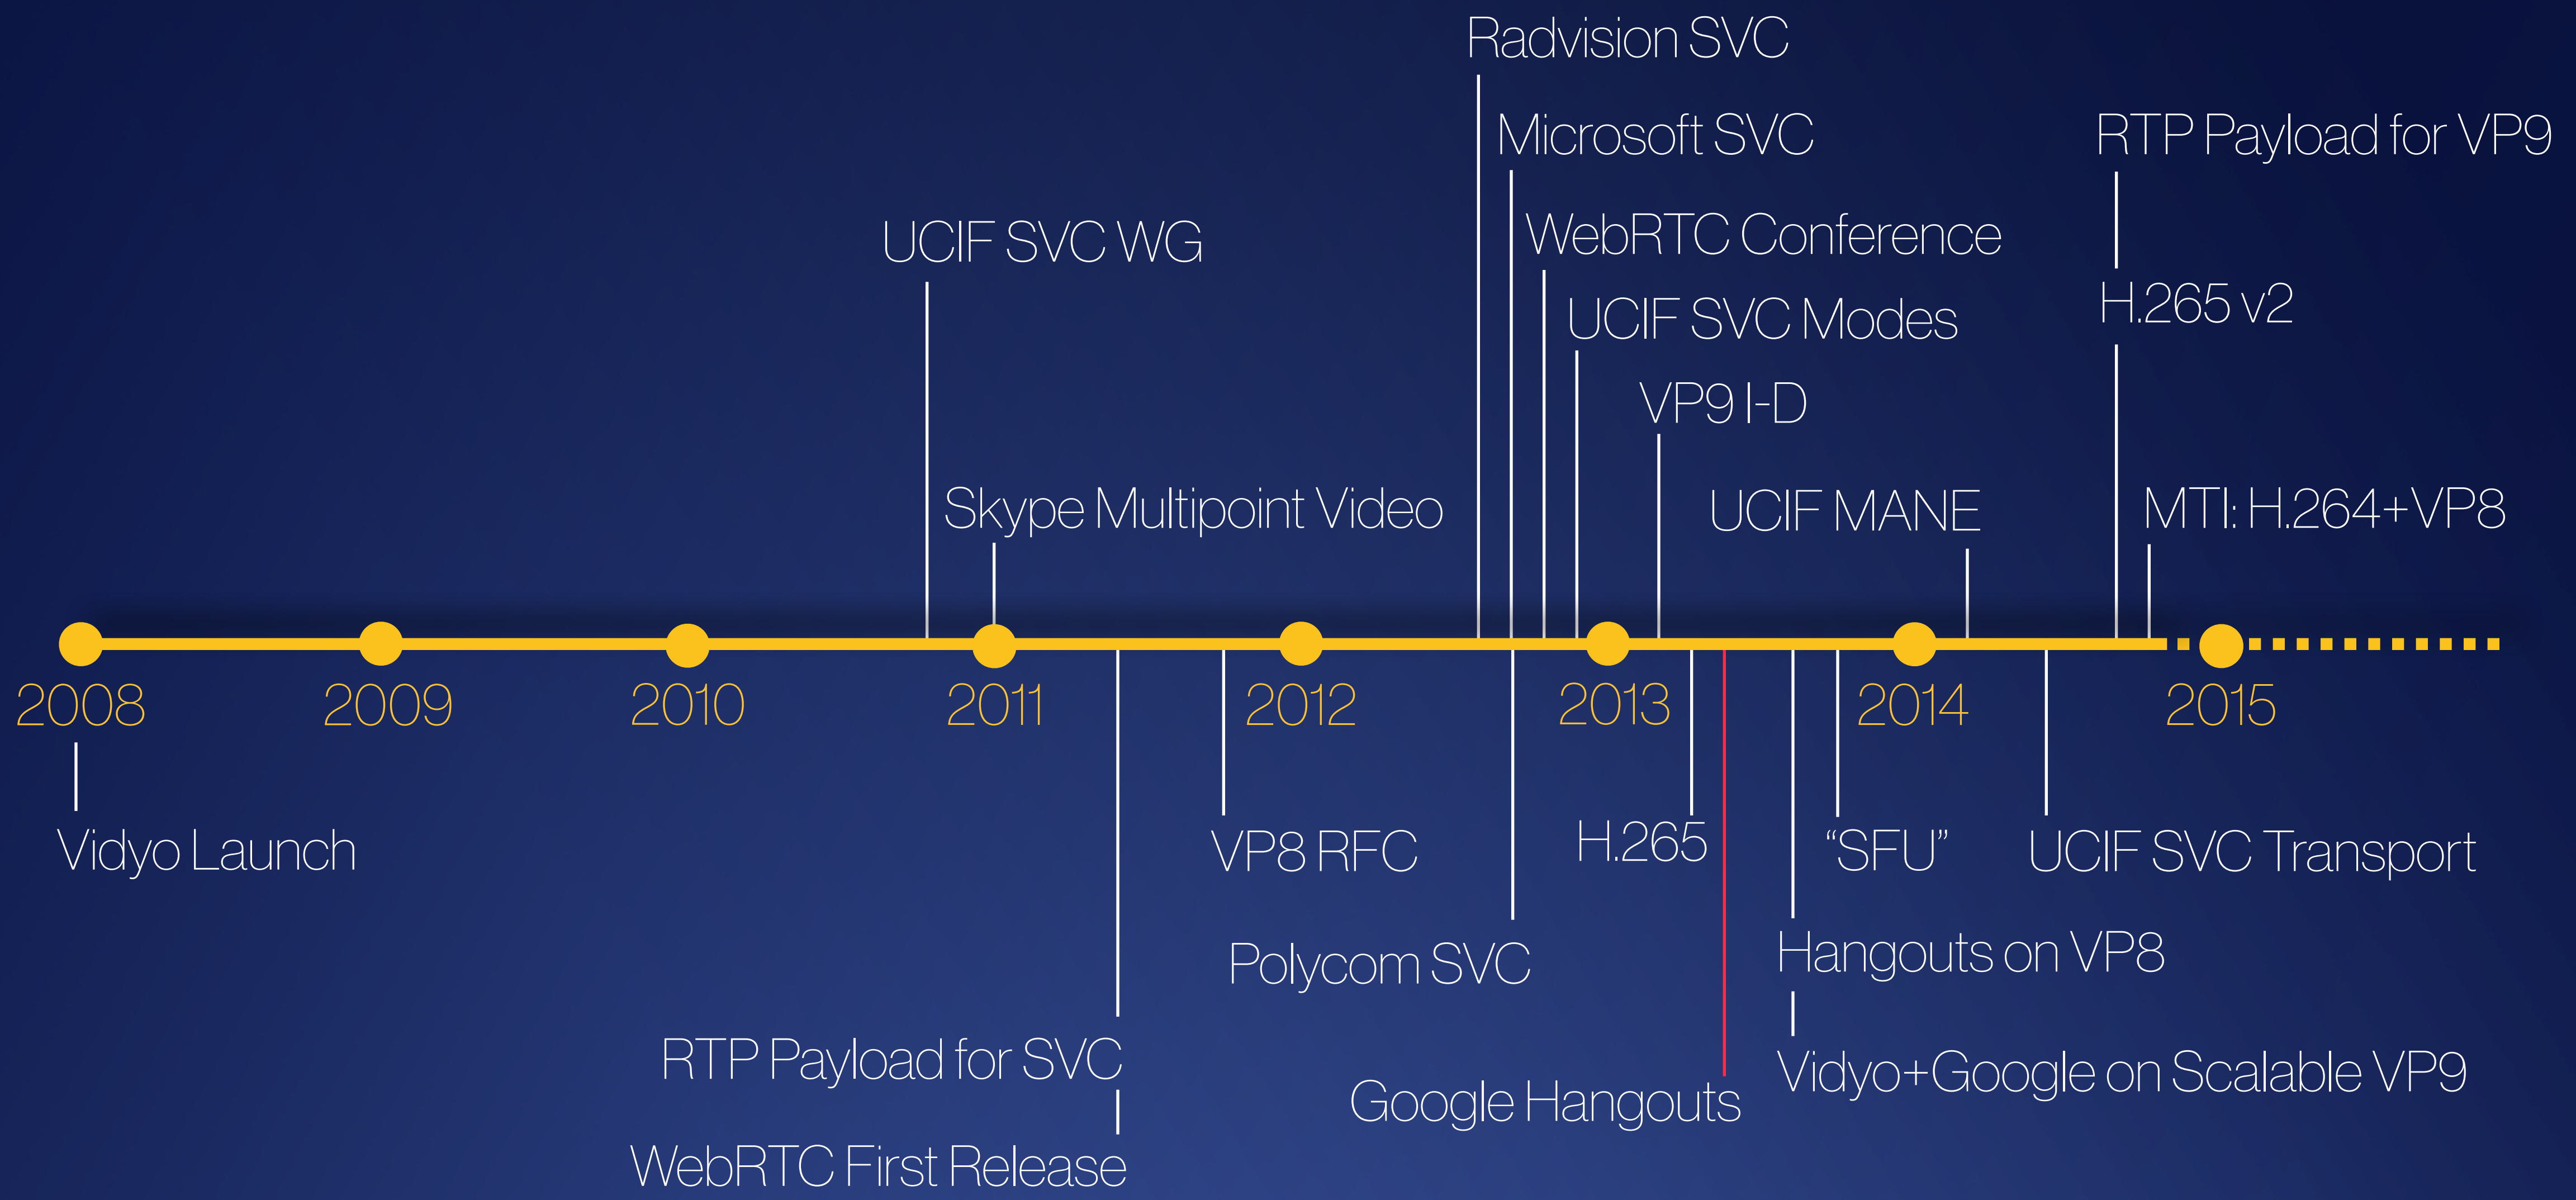 Radvision SVC
Microsoft SVC
RTP Payload for VP9
UCIF SVC WG
WebRTC Conference
H.265 v2
UCIF SVC Modes
VP9 I-D
Skype Multipoint Video
UCIF MANE
MTI: H.264+VP8
2008
2009
2010
2011
2012
2013
2014
2015
Vidyo Launch
VP8 RFC
H.265
“SFU”
UCIF SVC Transport
Polycom SVC
Hangouts on VP8
RTP Payload for SVC
Google Hangouts
Vidyo+Google on Scalable VP9
WebRTC First Release